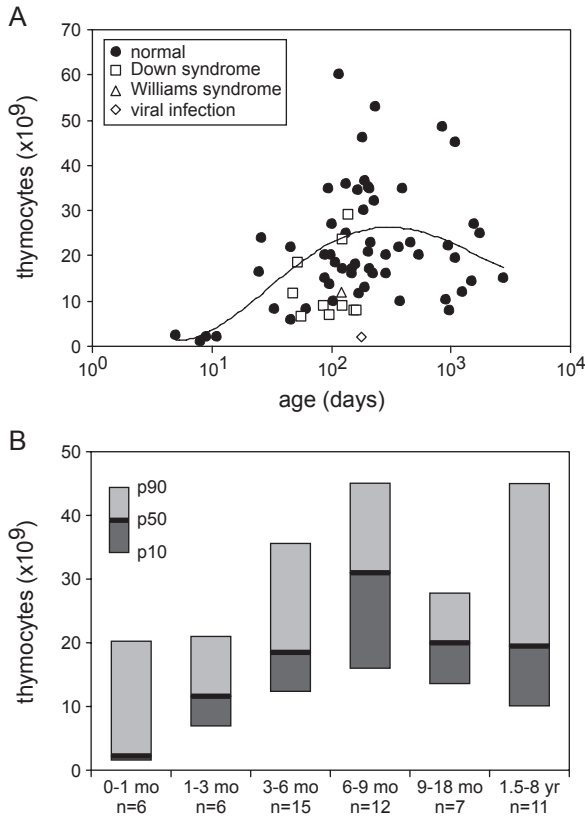 A
70
60
50
40
30
20
10
0
thymocytes (x10⁹)
normal
Down syndrome
Williams syndrome
viral infection
10⁰ 10¹ 10² 10³ 10⁴
age (days)
B
50
40
30
20
10
0
thymocytes (x10⁹)
p90
p50
p10
0-1 mo 1-3 mo 3-6 mo 6-9 mo 9-18 mo 1.5-8 yr
n=6 n=6 n=15 n=12 n=7 n=11